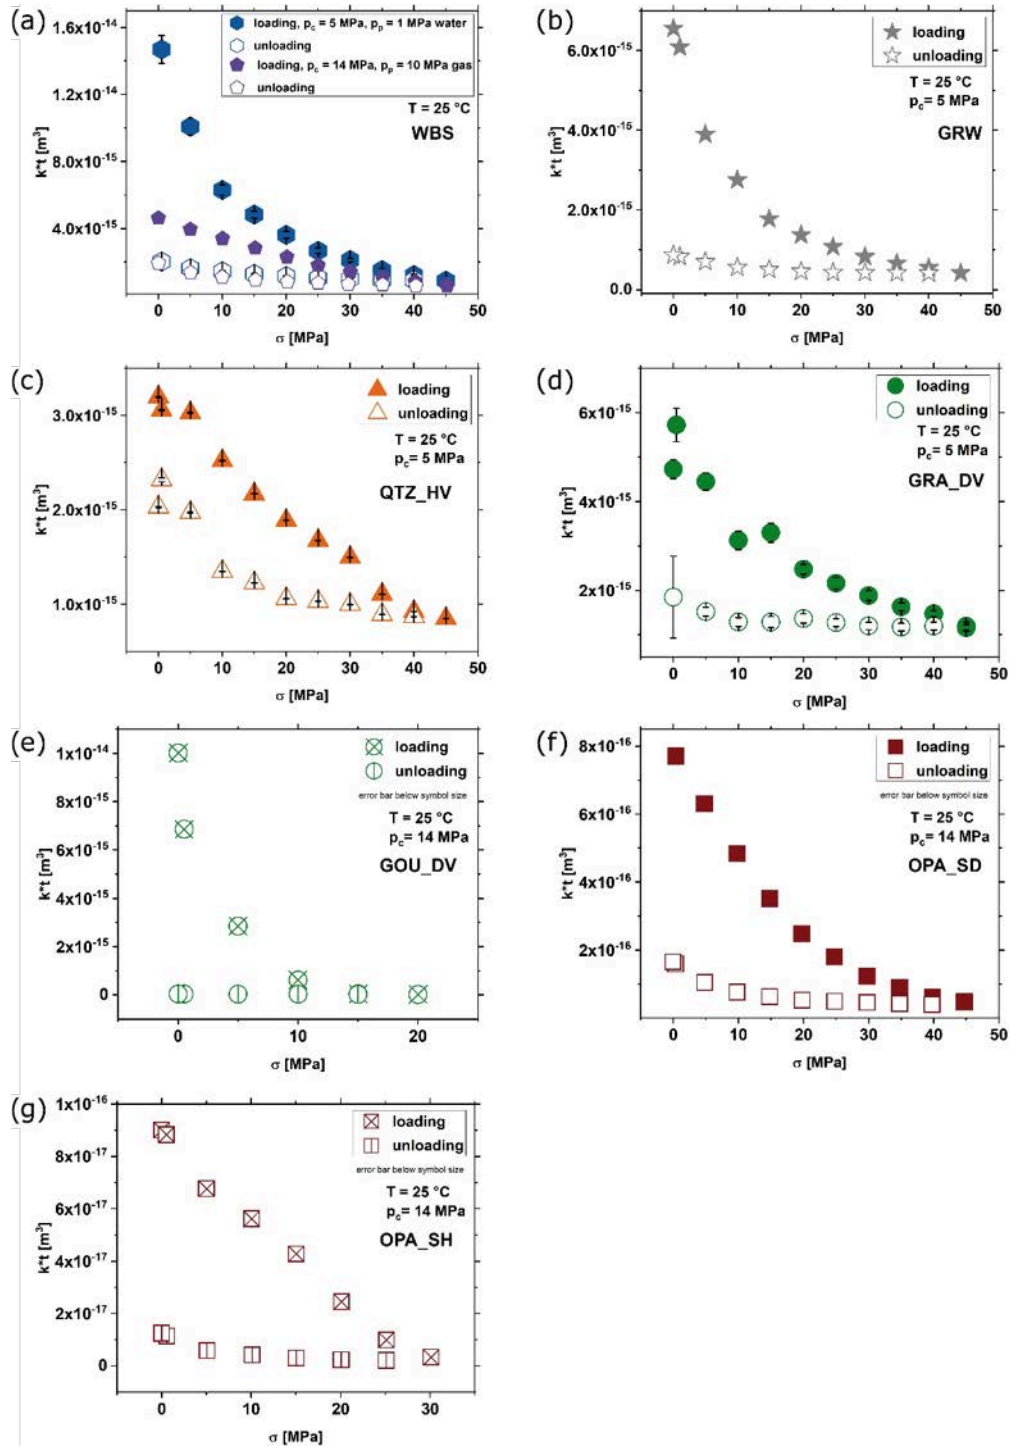 (a)
loading, pc = 5 MPa, pp = 1 MPa water
unloading
loading, pc = 14 MPa, pp = 10 MPa gas
unloading
T = 25 °C
WBS
1.6x10-14
1.2x10-14
8.0x10-15
4.0x10-15
k*t [m3]
0 10 20 30 40 50
σ [MPa]
(b)
loading
unloading
T = 25 °C
pc= 5 MPa
GRW
6.0x10-15
4.0x10-15
2.0x10-15
0.0
k*t [m3]
0 10 20 30 40 50
σ [MPa]
(c)
loading
unloading
T = 25 °C
pc= 5 MPa
QTZ_HV
3.0x10-15
2.0x10-15
1.0x10-15
k*t [m3]
0 10 20 30 40 50
σ [MPa]
(d)
loading
unloading
T = 25 °C
pc= 5 MPa
GRA_DV
6x10-15
4x10-15
2x10-15
k*t [m3]
0 10 20 30 40 50
σ [MPa]
(e)
loading
unloading
error bar below symbol size
T = 25 °C
pc= 14 MPa
GOU_DV
1x10-14
8x10-15
6x10-15
4x10-15
2x10-15
0
k*t [m3]
0 10 20
σ [MPa]
(f)
loading
unloading
error bar below symbol size
T = 25 °C
pc= 14 MPa
OPA_SD
8x10-16
6x10-16
4x10-16
2x10-16
k*t [m3]
0 10 20 30 40 50
σ [MPa]
(g)
loading
unloading
error bar below symbol size
T = 25 °C
pc= 14 MPa
OPA_SH
1x10-16
8x10-17
6x10-17
4x10-17
2x10-17
0
k*t [m3]
0 10 20 30
σ [MPa]